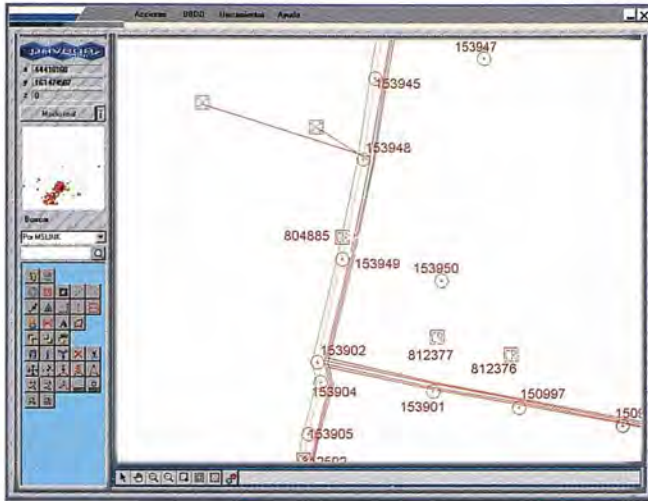 Acciones
Herramientas
Ayuda
x
y
z 0
i
Buscar
Por MSLINK
A
153947
153945
153948
804885
153949
153950
153902
812377
812376
153904
153901
150997
153905